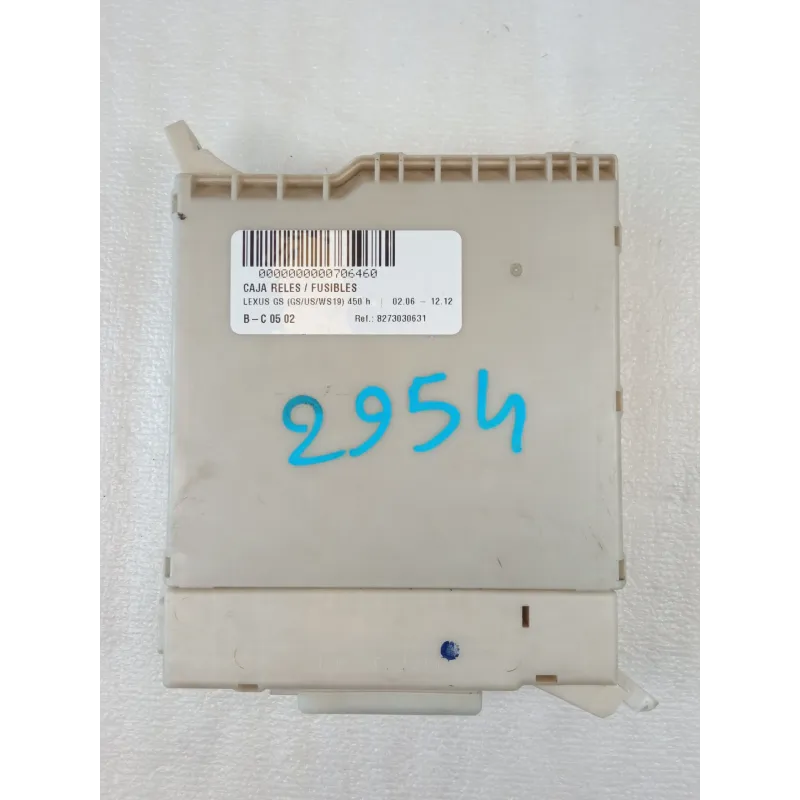 0000000000706460
CAJA RELES / FUSIBLES
LEXUS GS (GS/US/WS19) 450 h | 02.06 – 12.12
B – C 05 02 Ref.: 8273030631
2954